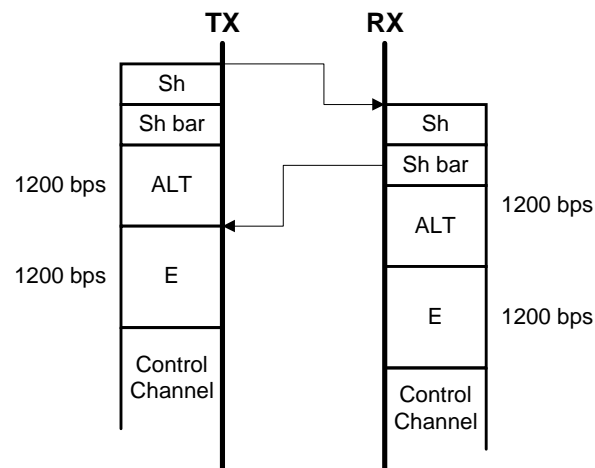 TX
RX
Sh
Sh bar
1200 bps
ALT
1200 bps
E
Control
Channel
Sh
Sh bar
1200 bps
ALT
1200 bps
E
Control
Channel